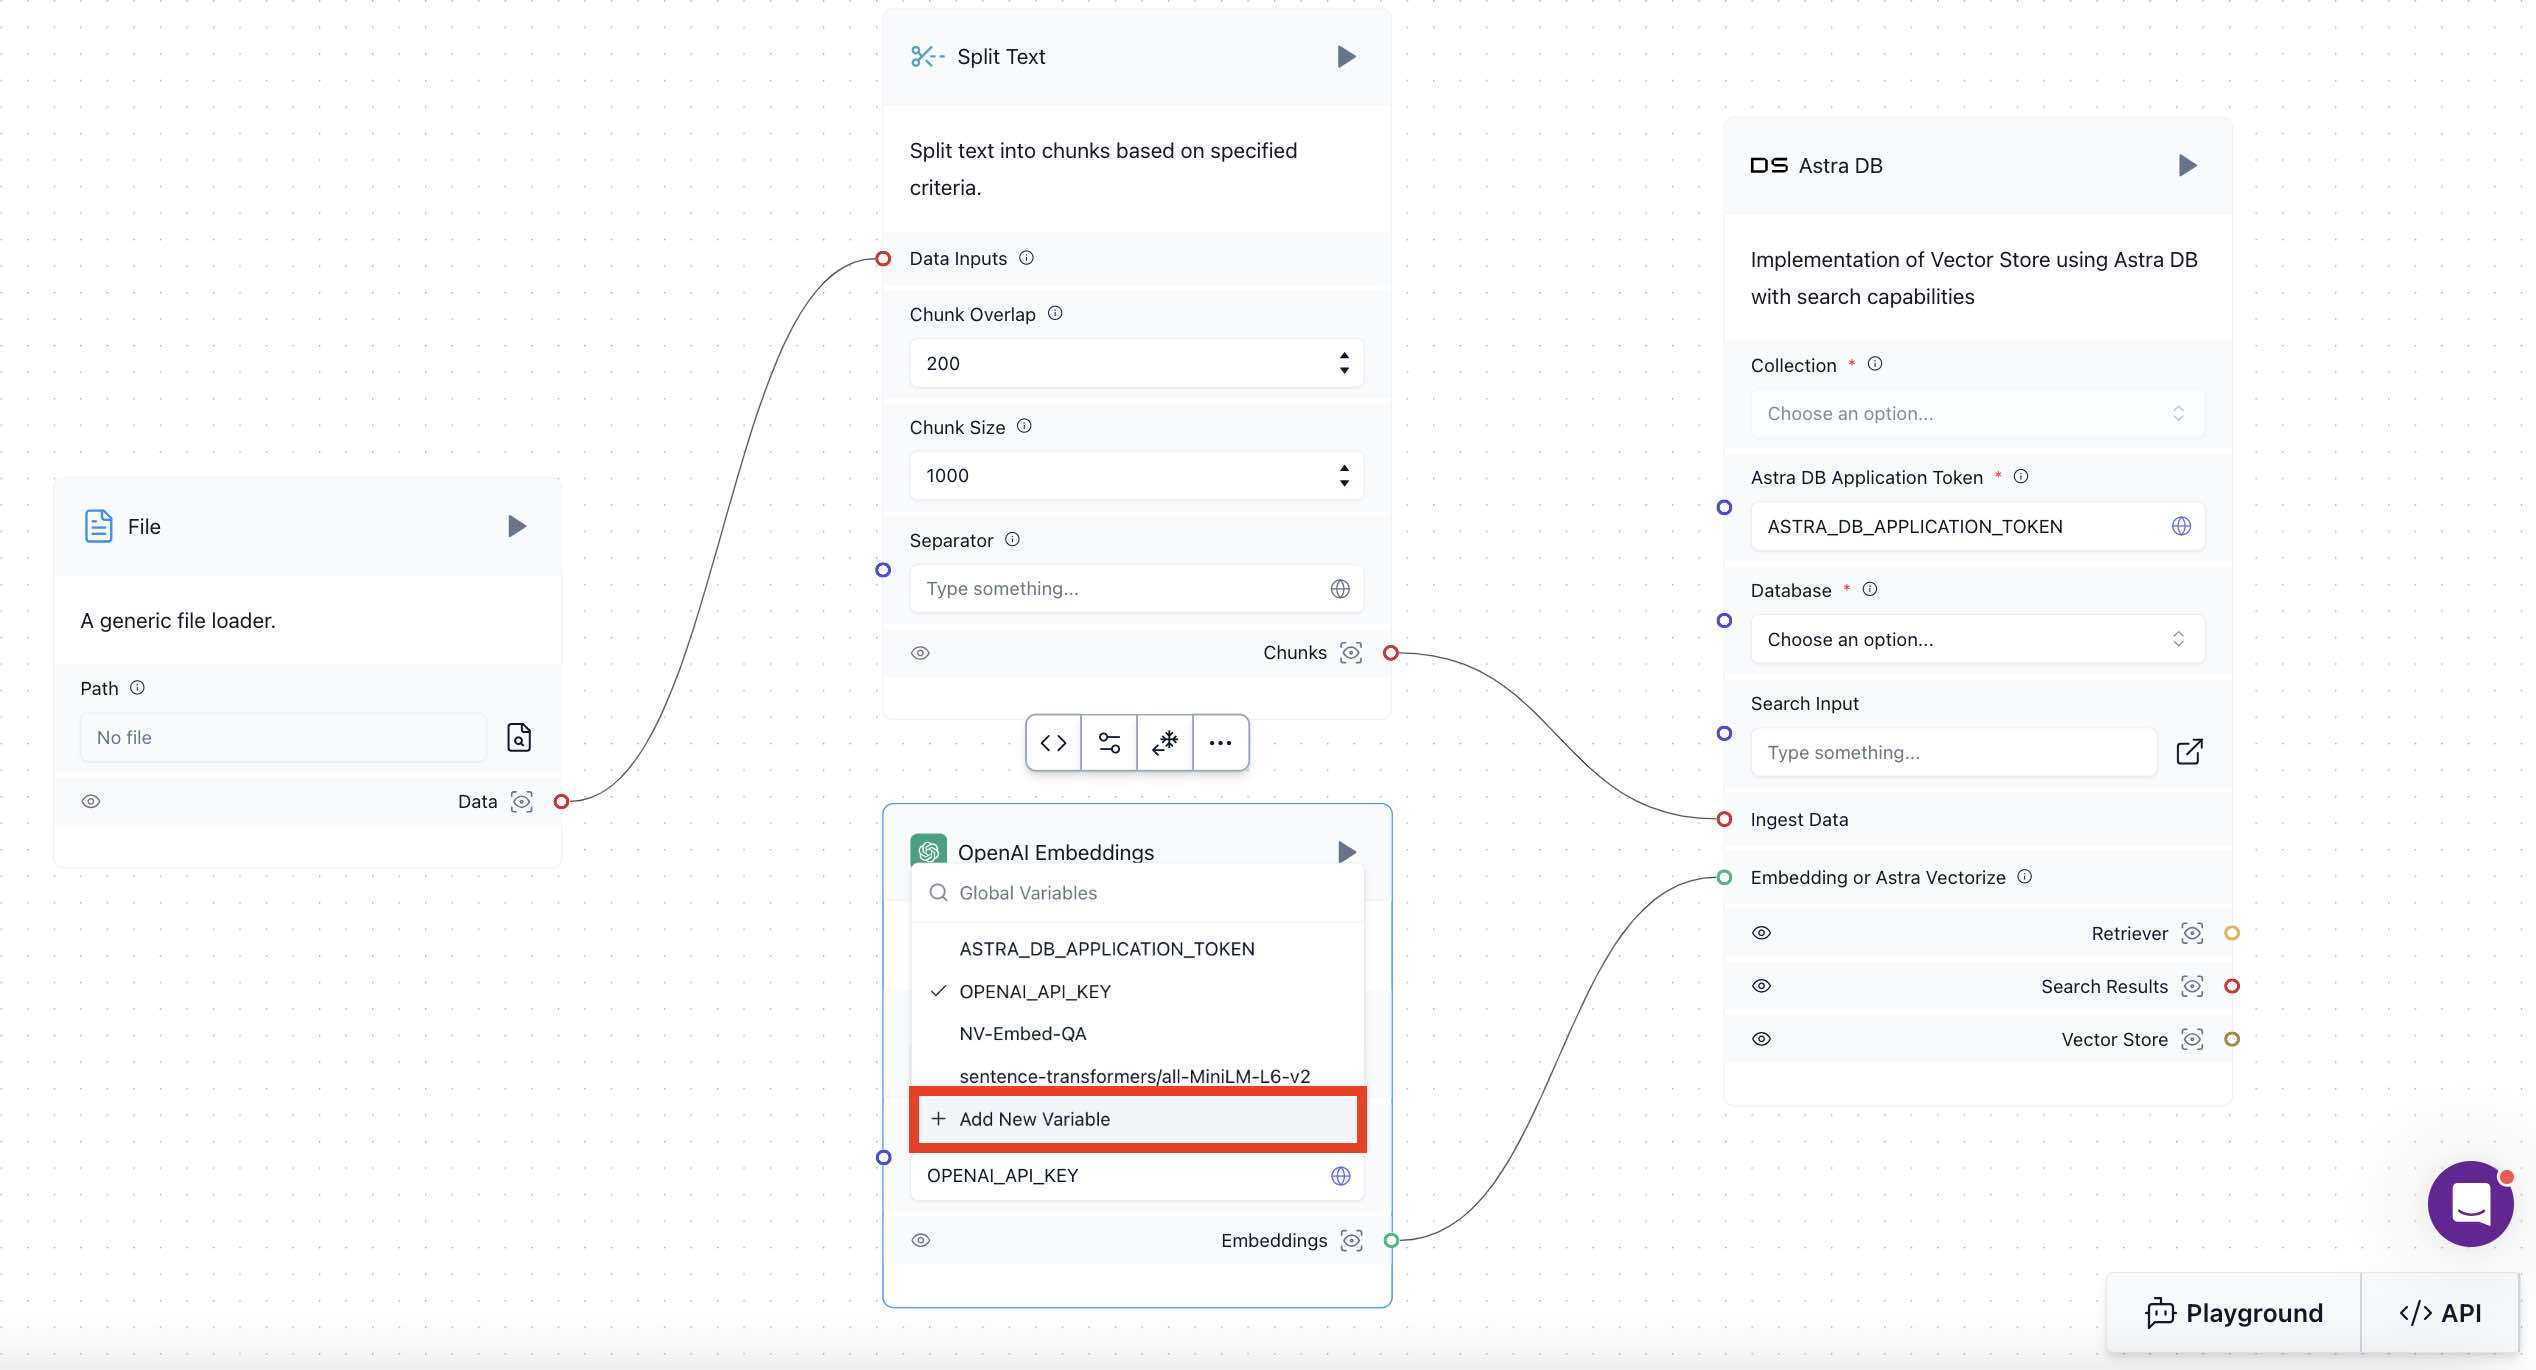 File
A generic file loader.
Path
No file
Data
Split Text
Split text into chunks based on specified
criteria.
Data Inputs
Chunk Overlap
200
Chunk Size
1000
Separator
Type something...
Chunks
OpenAI Embeddings
Global Variables
ASTRA_DB_APPLICATION_TOKEN
OPENAI_API_KEY
NV-Embed-QA
sentence-transformers/all-MiniLM-L6-v2
Add New Variable
OPENAI_API_KEY
Embeddings
DS Astra DB
Implementation of Vector Store using Astra DB
with search capabilities
Collection *
Choose an option...
Astra DB Application Token *
ASTRA_DB_APPLICATION_TOKEN
Database *
Choose an option...
Search Input
Type something...
Ingest Data
Embedding or Astra Vectorize
Retriever
Search Results
Vector Store
Playground
</> API